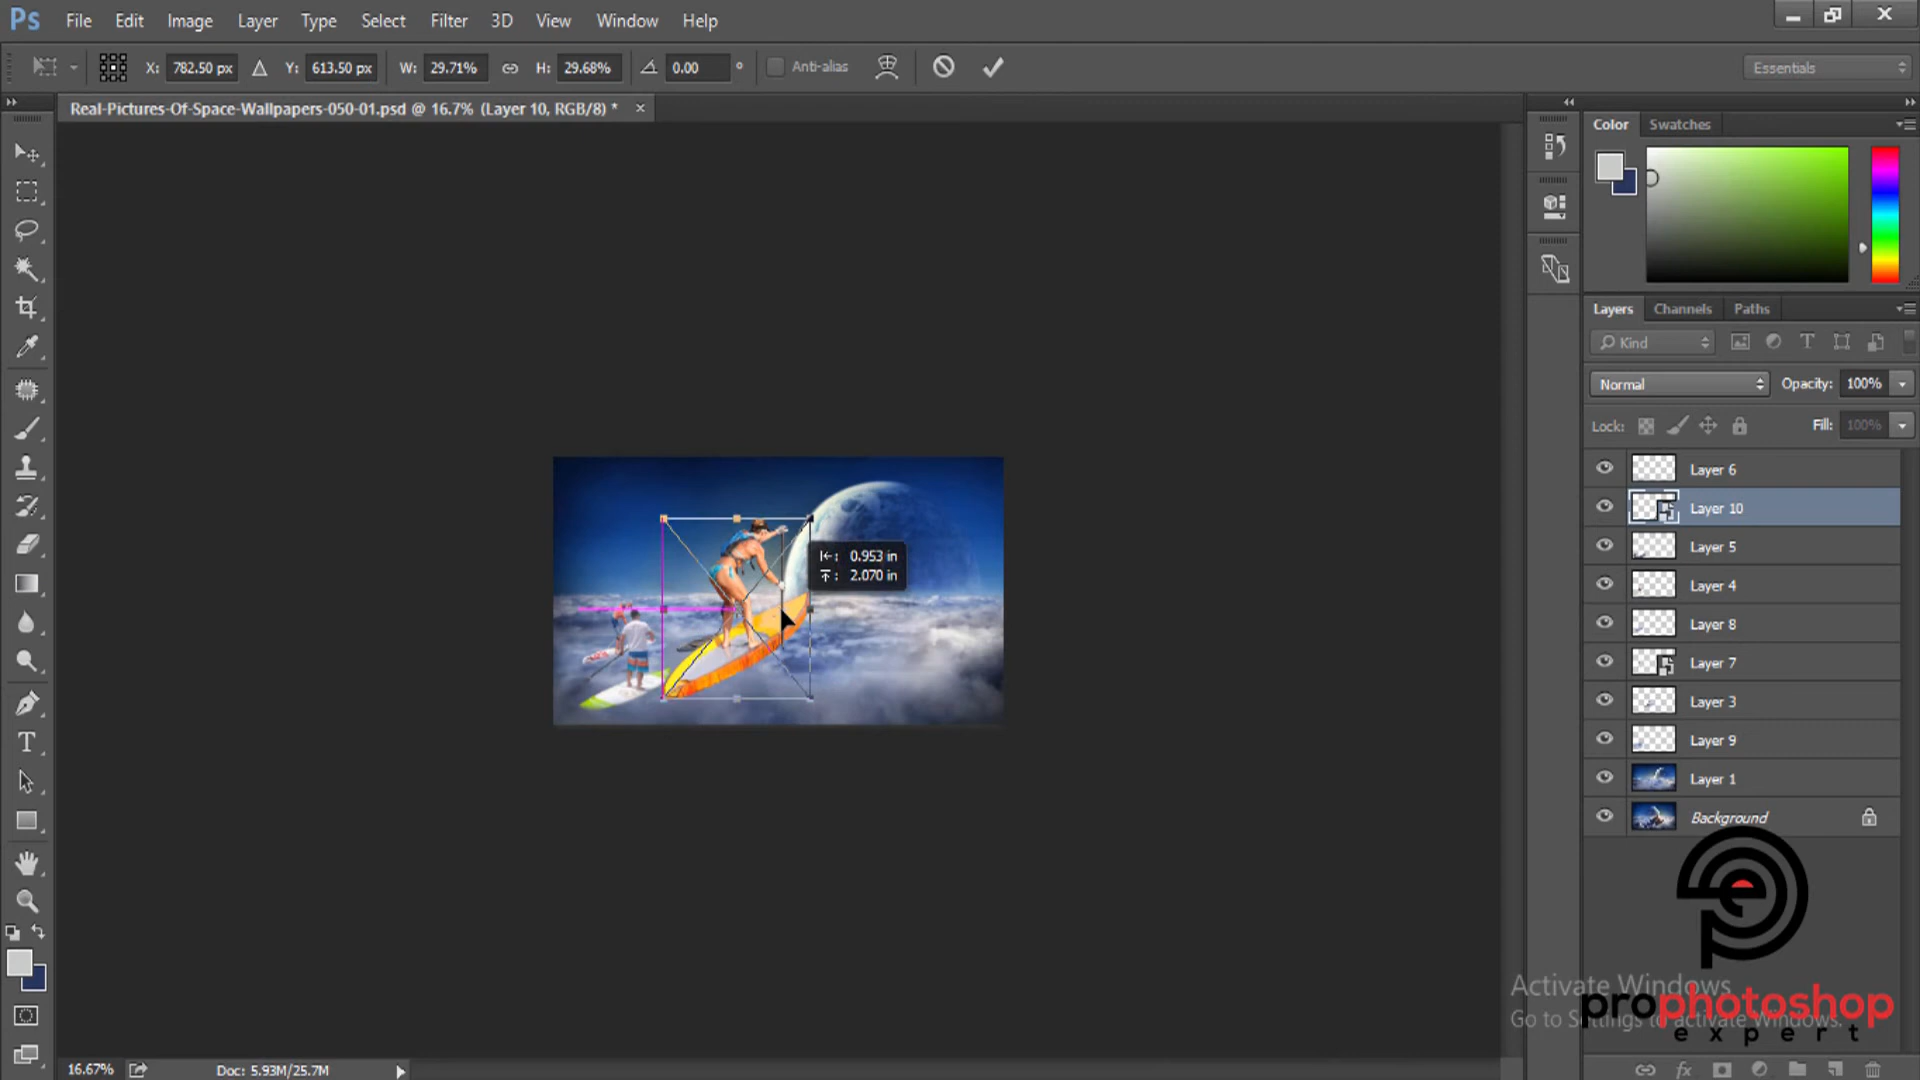 Ps File Edit Image Layer Type Select Filter 3D View Window Help
X: 782.50 px Y: 613.50 px W: 29.71% H: 29.68% 0.00 ° Anti-alias Essentials
Real-Pictures-Of-Space-Wallpapers-050-01.psd @ 16.7% (Layer 10, RGB/8) *
Color Swatches
Layers Channels Paths
Kind
Normal Opacity: 100%
Lock: Fill: 100%
Layer 6
Layer 10
Layer 5
Layer 4
Layer 8
Layer 7
Layer 3
Layer 9
Layer 1
Background
0.953 in
2.070 in
Activate Windows
Go to Settings to activate Windows.
prophotoshop
expert
16.67% Doc: 5.93M/25.7M